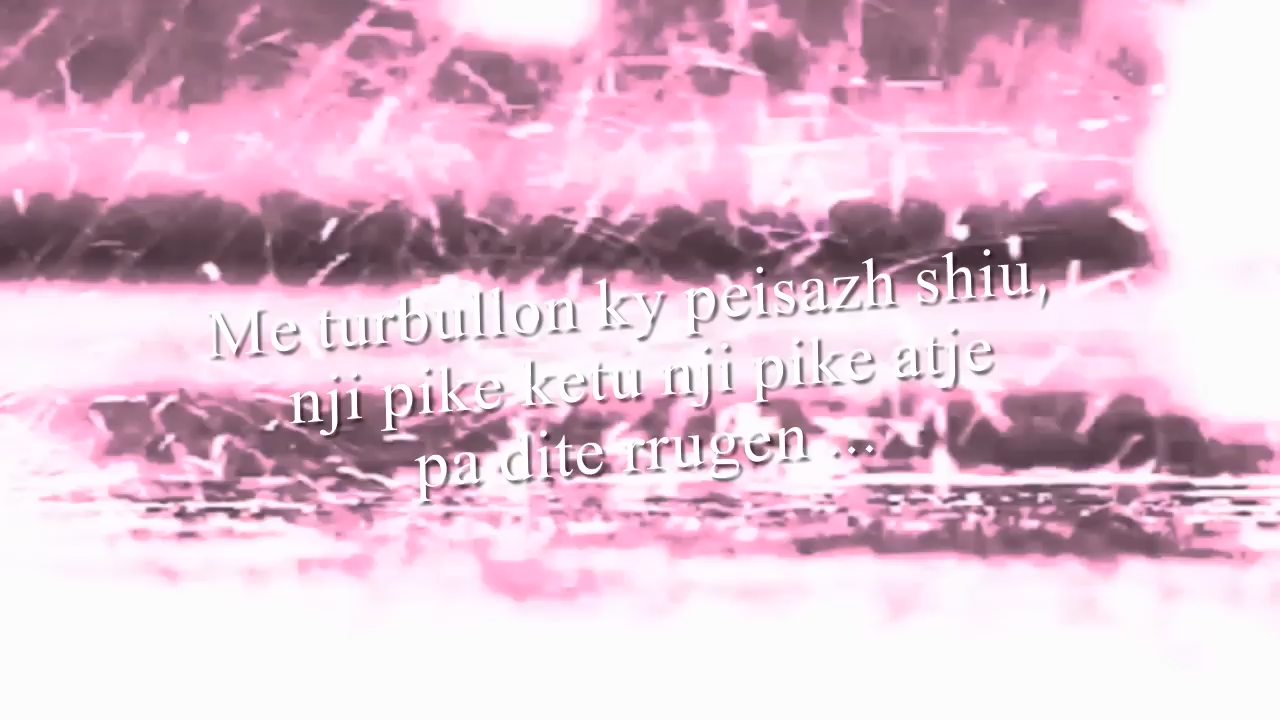 Me turbullon ky peisazh shiu,
nji pike ketu nji pike atje
pa dite rrugen ...